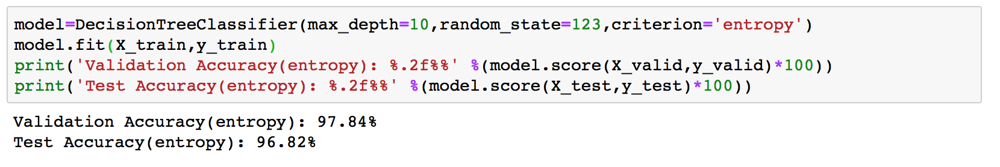 model=DecisionTreeClassifier(max_depth=10,random_state=123,criterion='entropy')
model.fit(X_train,y_train)
print('Validation Accuracy(entropy): %.2f%%' %(model.score(X_valid,y_valid)*100))
print('Test Accuracy(entropy): %.2f%%' %(model.score(X_test,y_test)*100))
Validation Accuracy(entropy): 97.84%
Test Accuracy(entropy): 96.82%